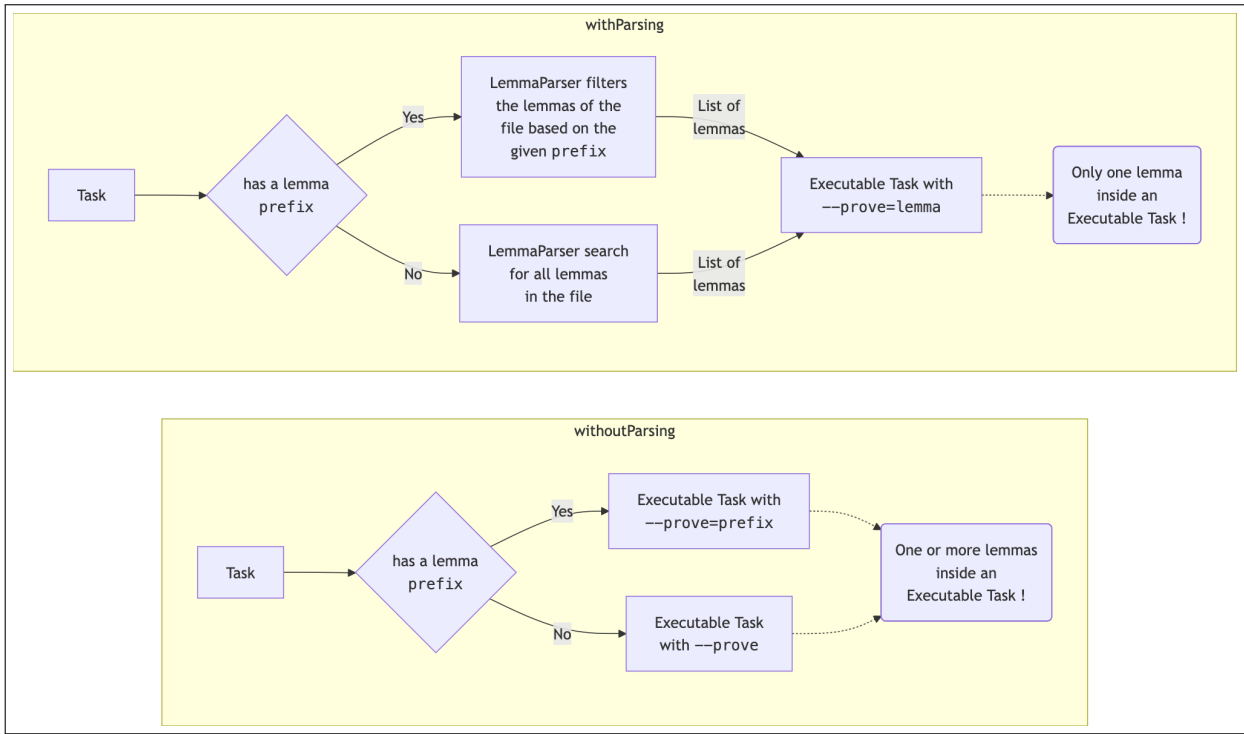 withParsing
Task
has a lemma
prefix
Yes
No
LemmaParser filters
the lemmas of the
file based on the
given prefix
LemmaParser search
for all lemmas
in the file
List of
lemmas
List of
lemmas
Executable Task with
--prove=lemma
Only one lemma
inside an
Executable Task !
withoutParsing
Task
has a lemma
prefix
Yes
No
Executable Task with
--prove=prefix
Executable Task
with --prove
One or more lemmas
inside an
Executable Task !